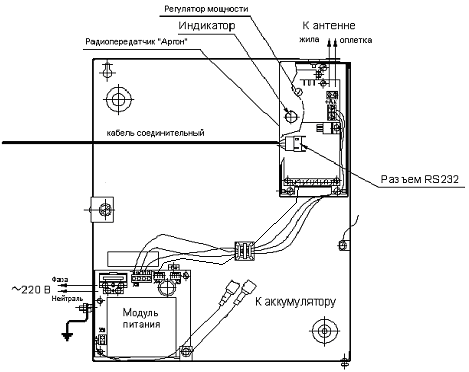 Регулятор мощности
Индикатор
К антенне
жила
оплетка
Радиопередатчик "Аргон"
кабель соединительный
Разъем RS232
Фаза
~220 В
Нейтраль
К аккумулятору
Модуль
питания